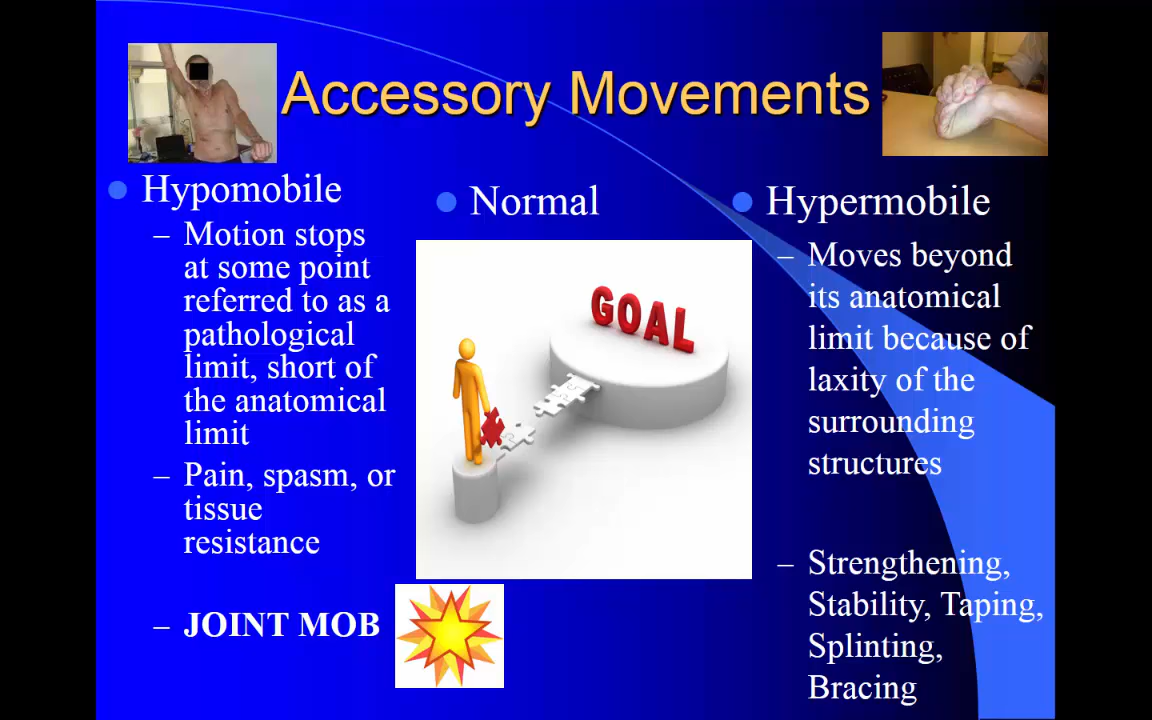 Accessory Movements
Hypomobile
– Motion stops
at some point
referred to as a
pathological
limit, short of
the anatomical
limit
– Pain, spasm, or
tissue
resistance
– JOINT MOB
Normal
GOAL
Hypermobile
– Moves beyond
its anatomical
limit because of
laxity of the
surrounding
structures
– Strengthening,
Stability, Taping,
Splinting,
Bracing